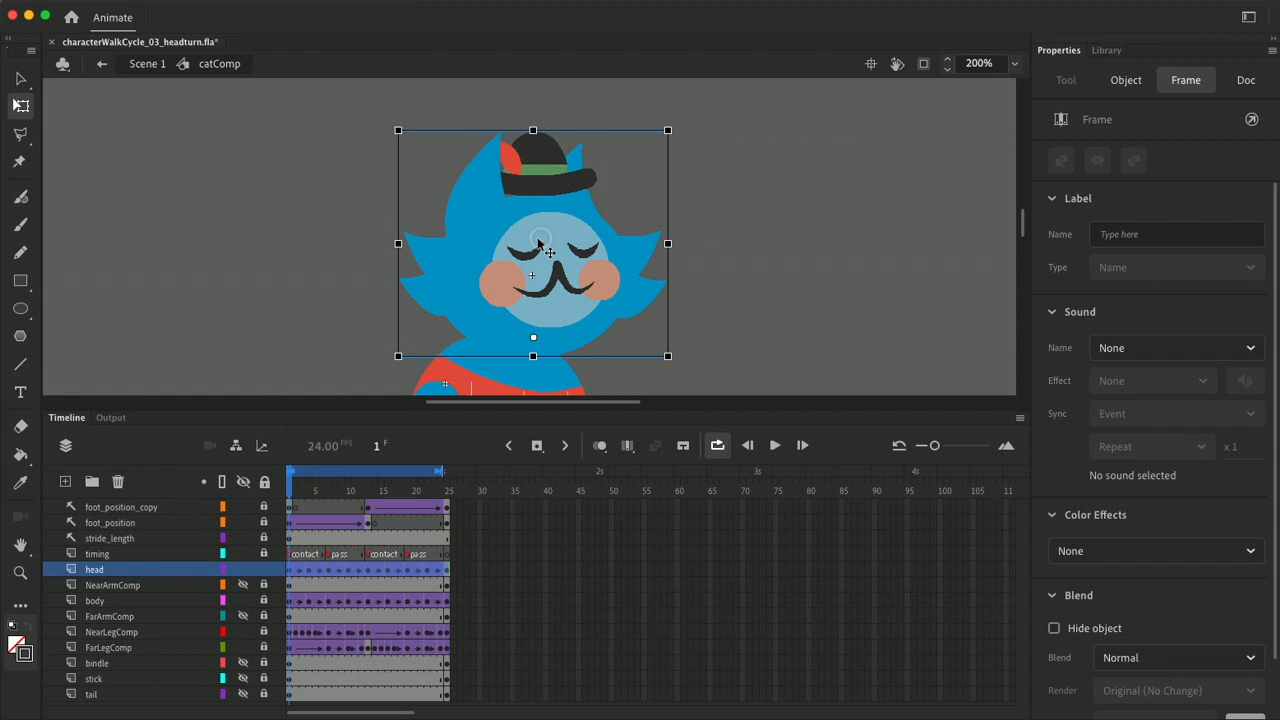 Animate
characterWalkCycle_03_headturn.fla*
Scene 1 catComp 200%
Properties Library
Tool Object Frame Doc
Frame
Label
Name Type here
Type Name
Sound
Name None
Effect None
Sync Event
Repeat x 1
No sound selected
Color Effects
None
Blend
Hide object
Blend Normal
Render Original (No Change)
Timeline Output
24.00 FPS 1 F
2s 3s 4s
5 10 15 20 25 30 35 40 45 50 55 60 65 70 75 80 85 90 95 100 105 11
foot_position_copy
foot_position
stride_length
timing contact pass contact pass
head
NearArmComp
body
FarArmComp
NearLegComp
FarLegComp
bindle
stick
tail